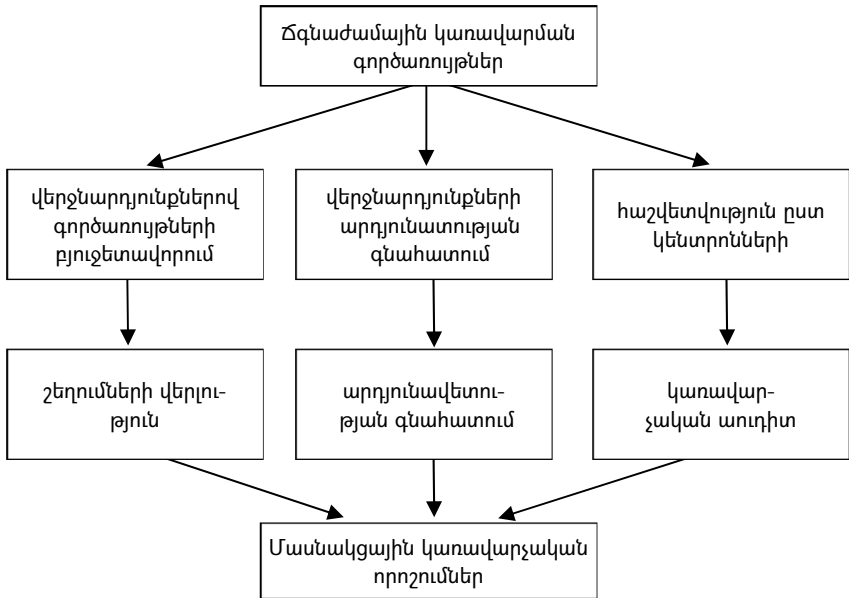 Ճգնաժամային կառավարման
գործառույթներ
վերջնարդյունքներով
գործառույթների
բյուջետավորում
վերջնարդյունքների
արդյունատության
գնահատում
հաշվետվություն ըստ
կենտրոնների
շեղումների վերլու-
թյուն
արդյունավետու-
թյան գնահատում
կառավար-
չական աուդիտ
Մասնակցային կառավարչական
որոշումներ